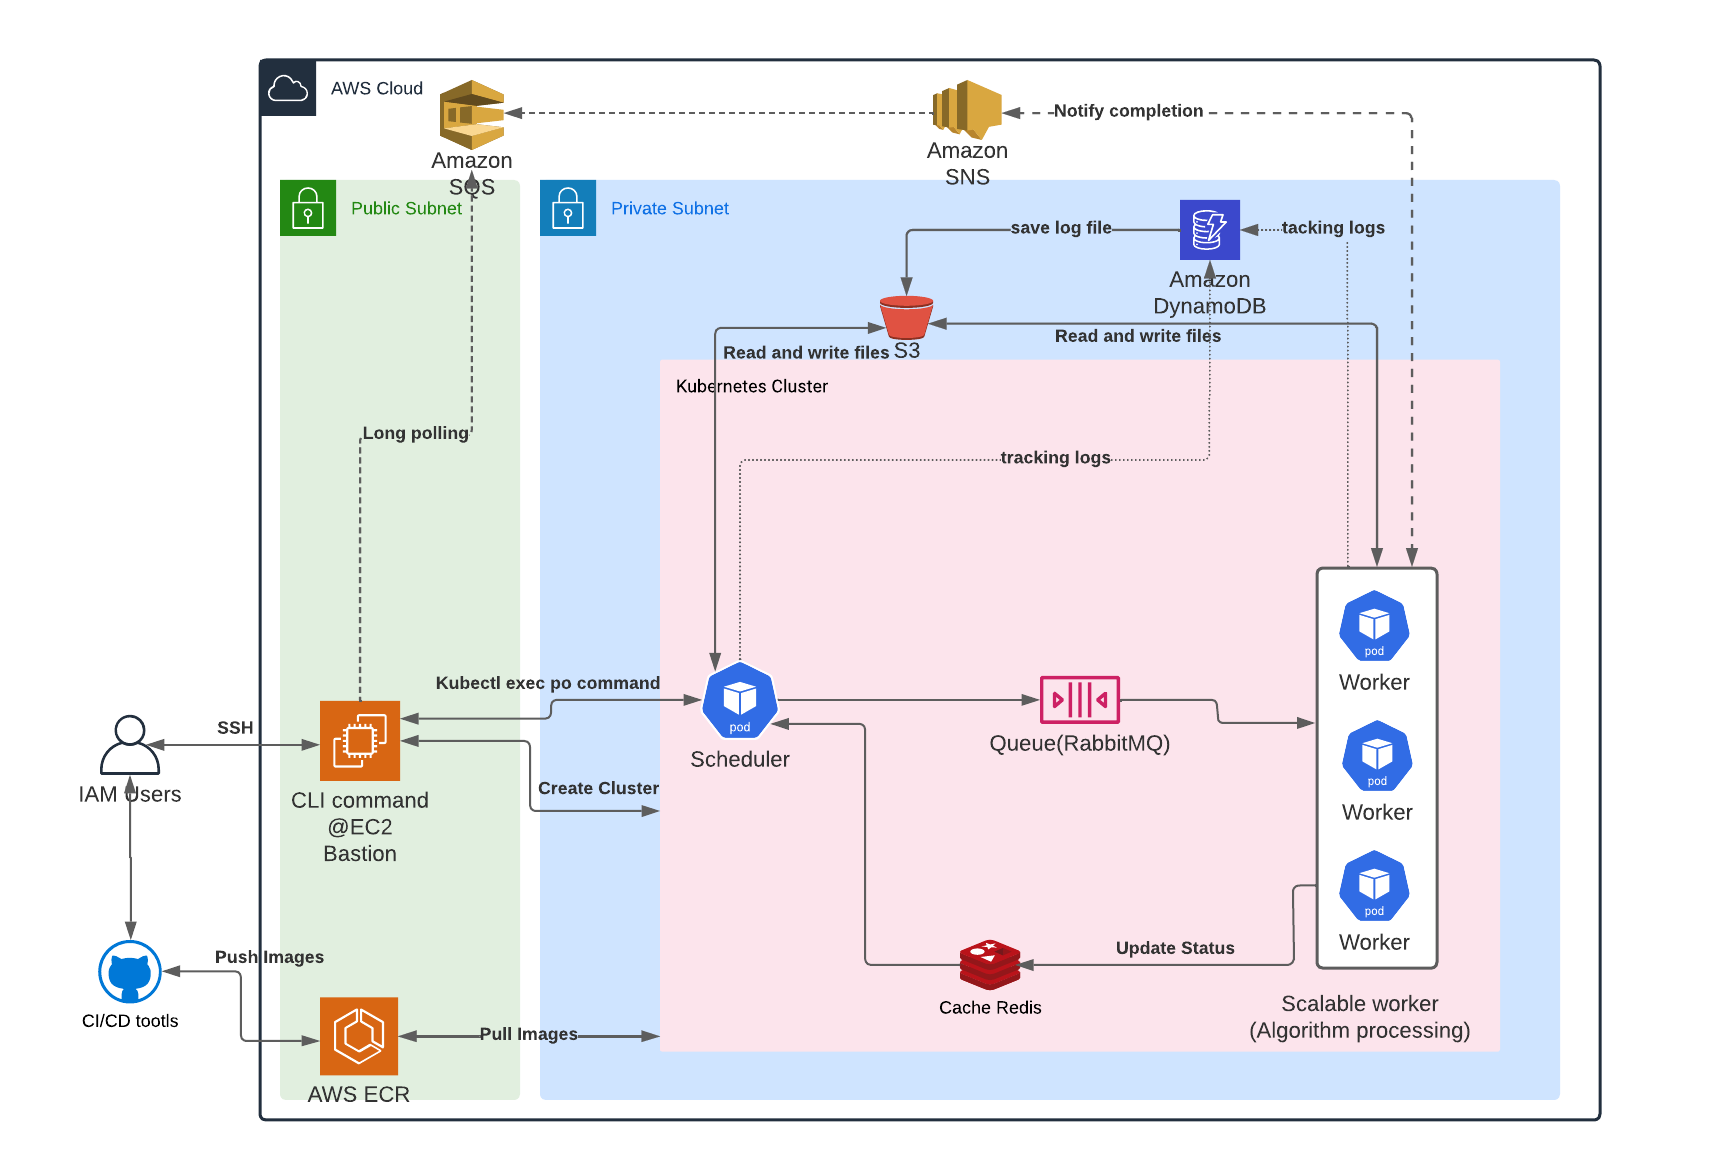 AWS Cloud
Amazon
SQS
Amazon
SNS
Notify completion
Public Subnet
Private Subnet
save log file
tacking logs
Amazon
DynamoDB
Read and write files
S3
Read and write files
Kubernetes Cluster
Long polling
tracking logs
pod
Worker
Kubectl exec po command
SSH
pod
Scheduler
Queue(RabbitMQ)
pod
Worker
IAM Users
CLI command
@EC2
Bastion
Create Cluster
pod
Worker
Push Images
Update Status
CI/CD tootls
Cache Redis
Scalable worker
(Algorithm processing)
Pull Images
AWS ECR